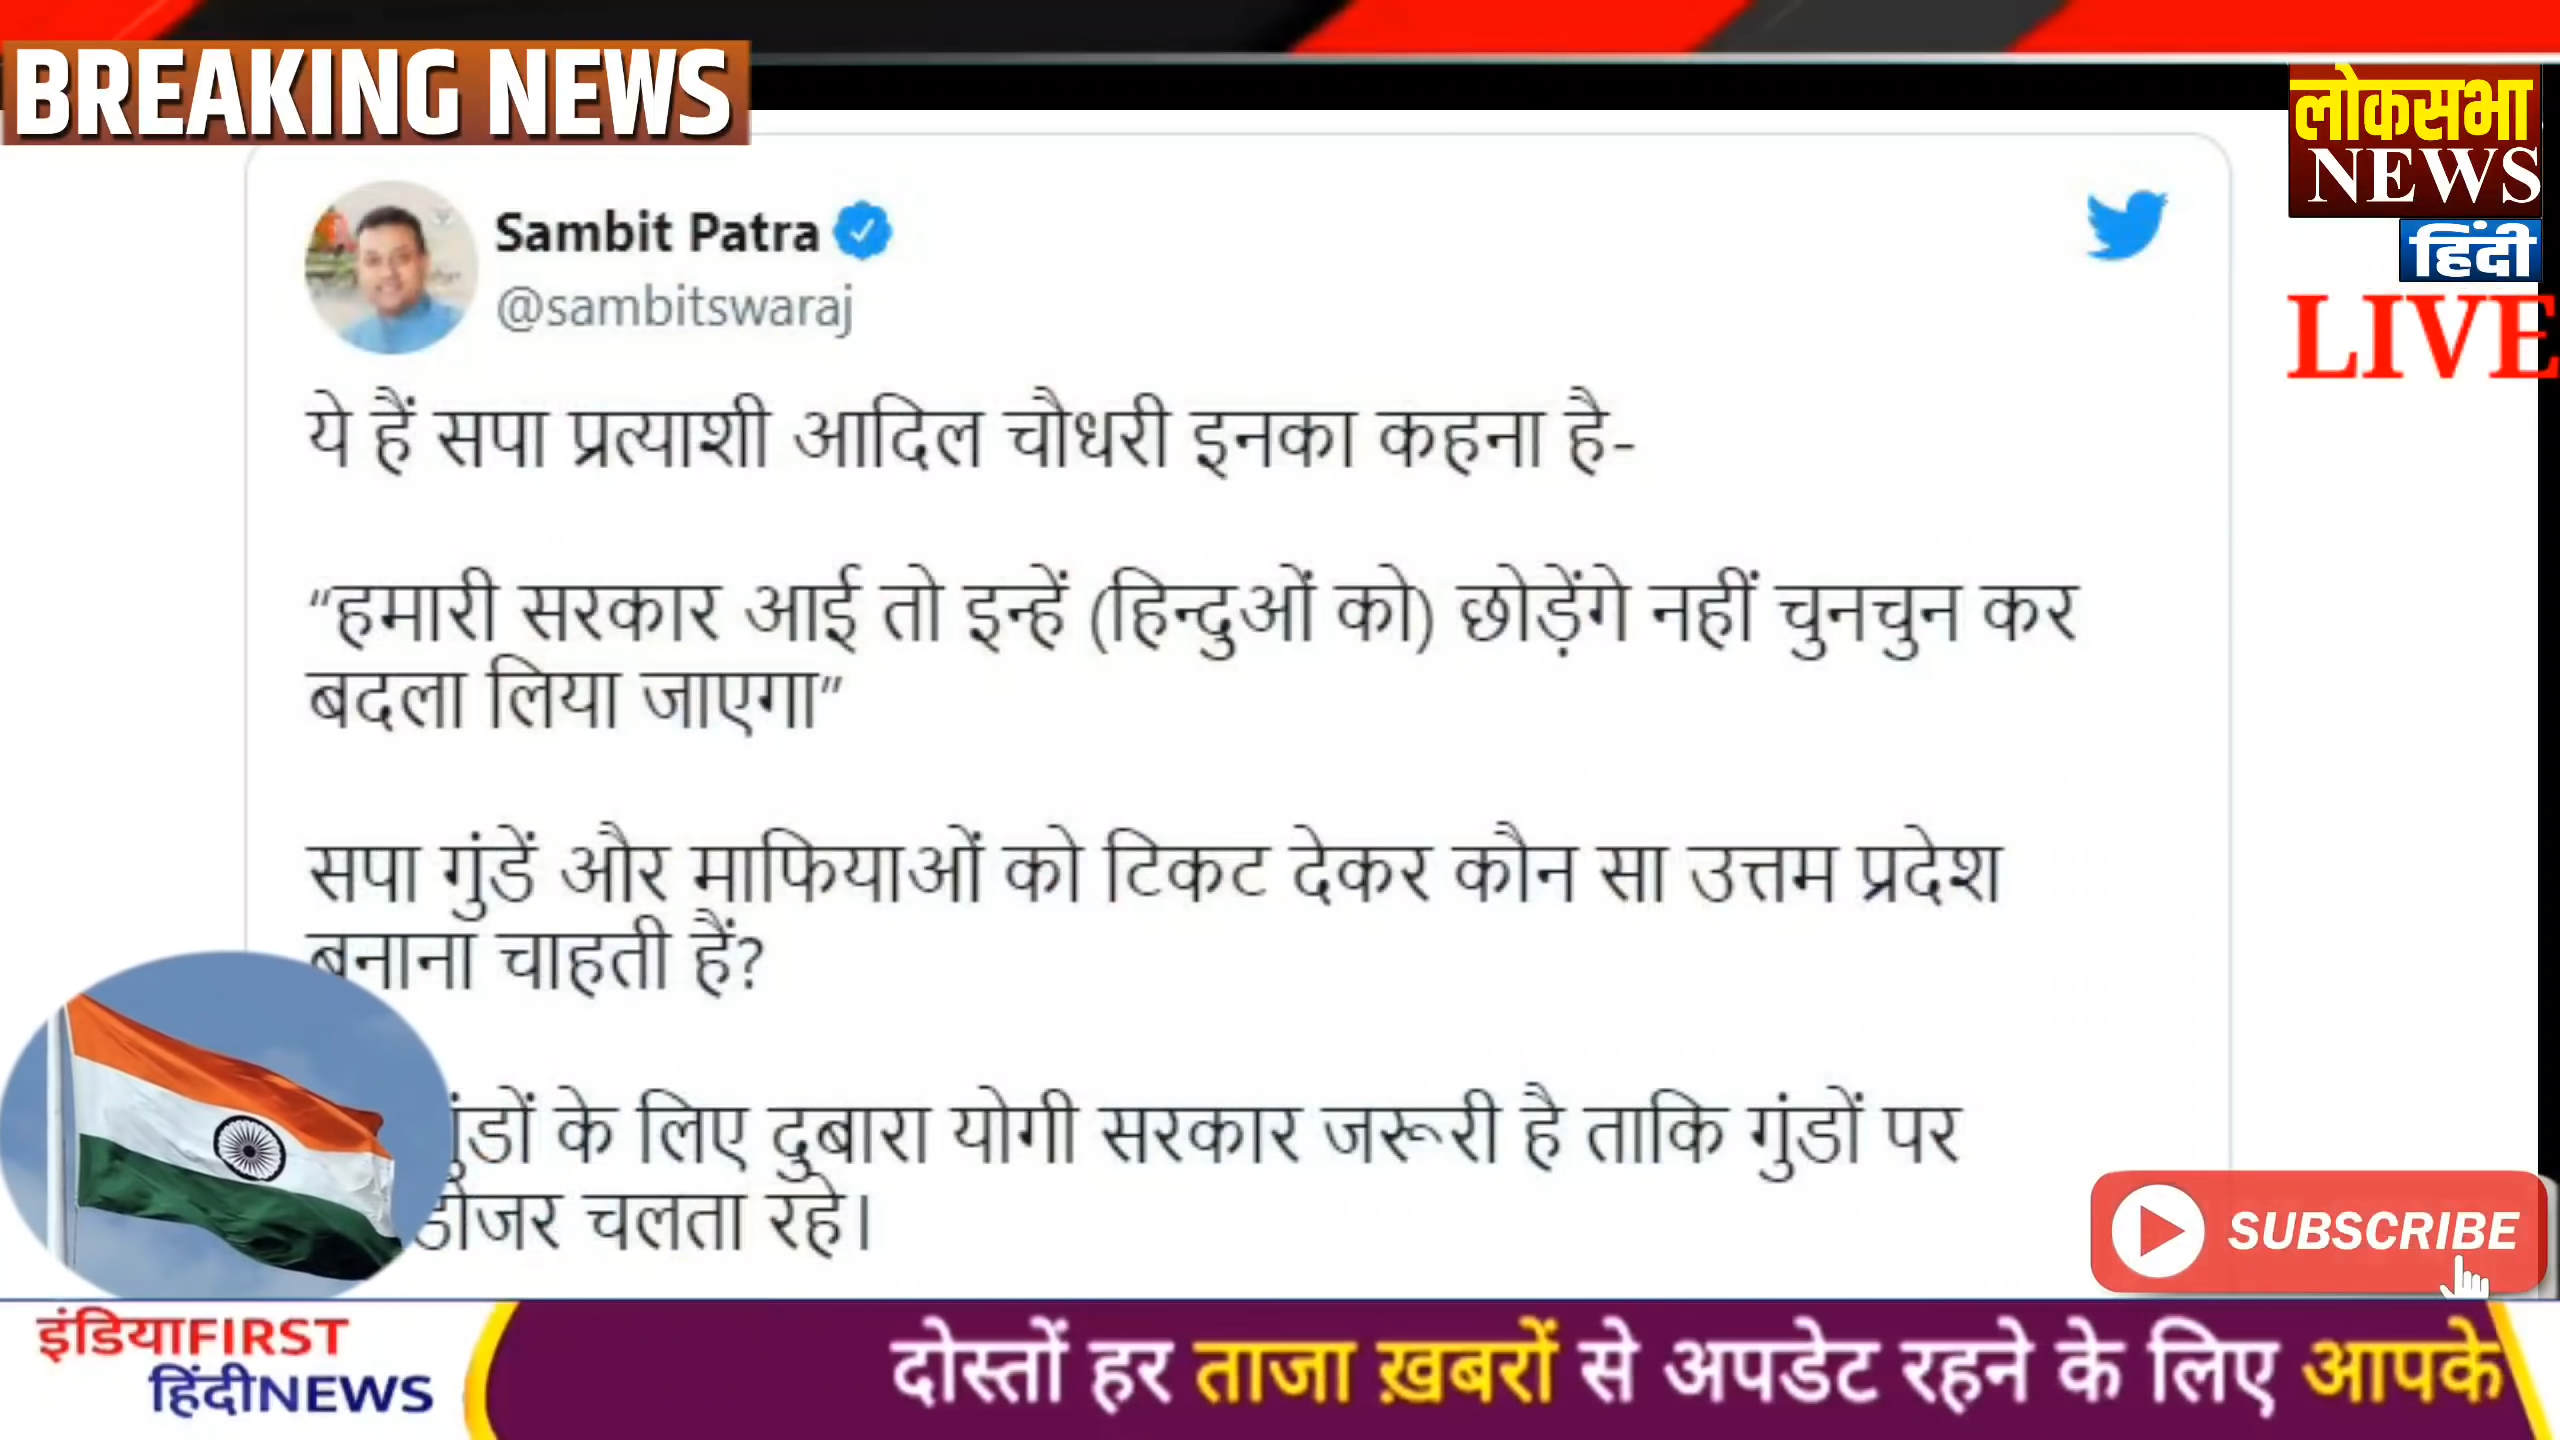 BREAKING NEWS
लोकसभा
NEWS
हिंदी
LIVE
Sambit Patra
@sambitswaraj
ये हैं सपा प्रत्याशी आदिल चौधरी इनका कहना है-
“हमारी सरकार आई तो इन्हें (हिन्दुओं को) छोड़ेंगे नहीं चुनचुन कर
बदला लिया जाएगा”
सपा गुंडें और माफियाओं को टिकट देकर कौन सा उत्तम प्रदेश
बनाना चाहती हैं?
के लिए दुबारा योगी सरकार जरूरी है ताकि गुंडों पर
चलता रहे।
SUBSCRIBE
इंडियाFIRST
हिंदीNEWS
दोस्तों हर ताजा ख़बरों से अपडेट रहने के लिए आपके